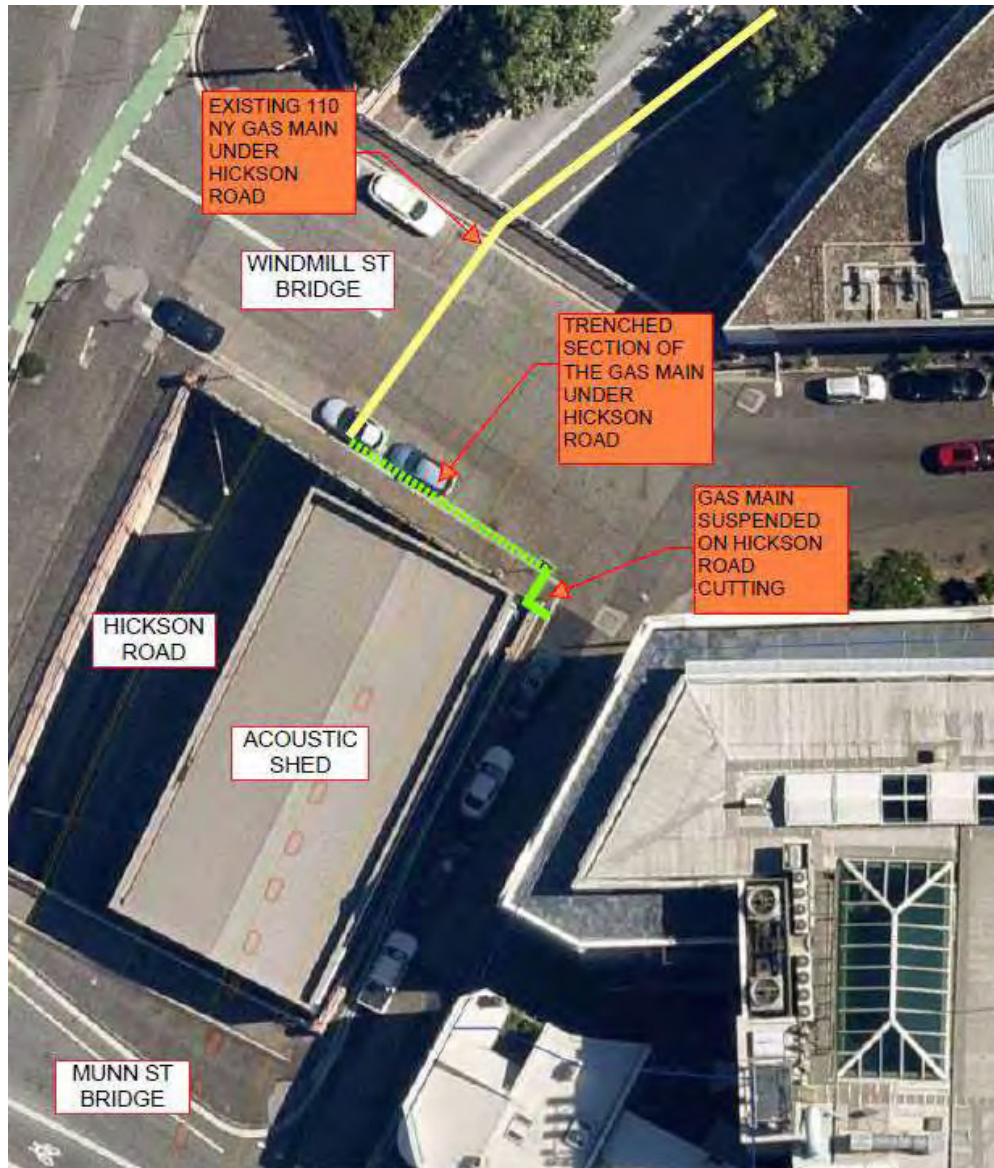 EXISTING 110
NY GAS MAIN
UNDER
HICKSON
ROAD
WINDMILL ST
BRIDGE
TRENCHED
SECTION OF
THE GAS MAIN
UNDER
HICKSON
ROAD
GAS MAIN
SUSPENDED
ON HICKSON
ROAD
CUTTING
HICKSON
ROAD
ACOUSTIC
SHED
MUNN ST
BRIDGE